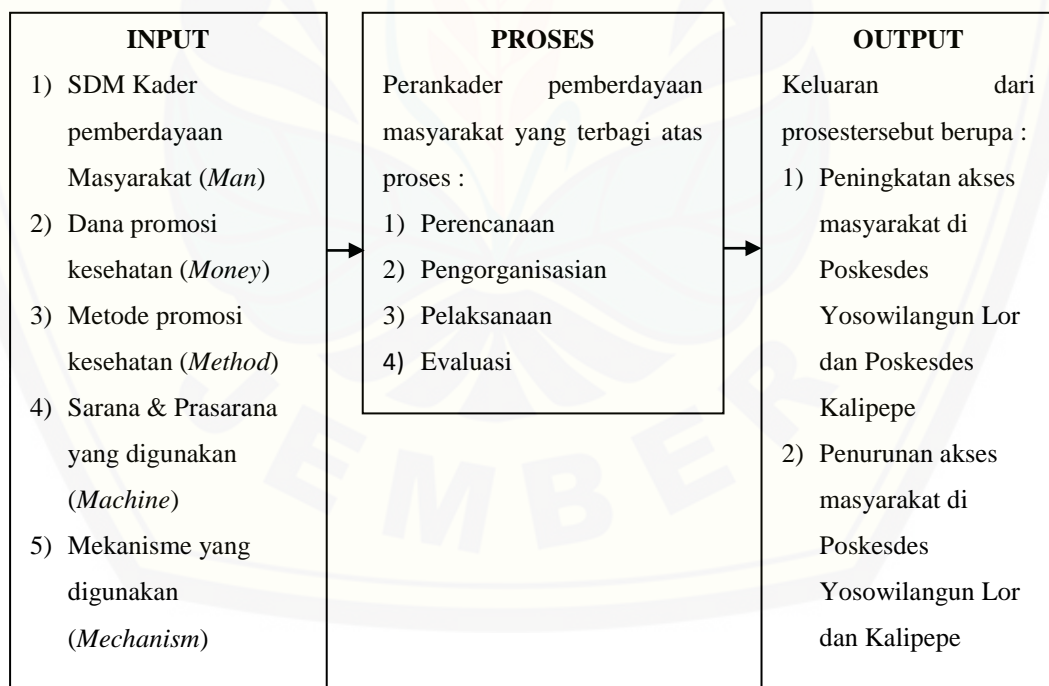 INPUT
1) SDM Kader
pemberdayaan
Masyarakat (Man)
2) Dana promosi
kesehatan (Money)
3) Metode promosi
kesehatan (Method)
4) Sarana & Prasarana
yang digunakan
(Machine)
5) Mekanisme yang
digunakan
(Mechanism)
PROSES
Perankader pemberdayaan
masyarakat yang terbagi atas
proses :
1) Perencanaan
2) Pengorganisasian
3) Pelaksanaan
4) Evaluasi
OUTPUT
Keluaran dari
prosestersebut berupa :
1) Peningkatan akses
masyarakat di
Poskesdes
Yosowilangun Lor
dan Poskesdes
Kalipepe
2) Penurunan akses
masyarakat di
Poskesdes
Yosowilangun Lor
dan Kalipepe
JEMBER